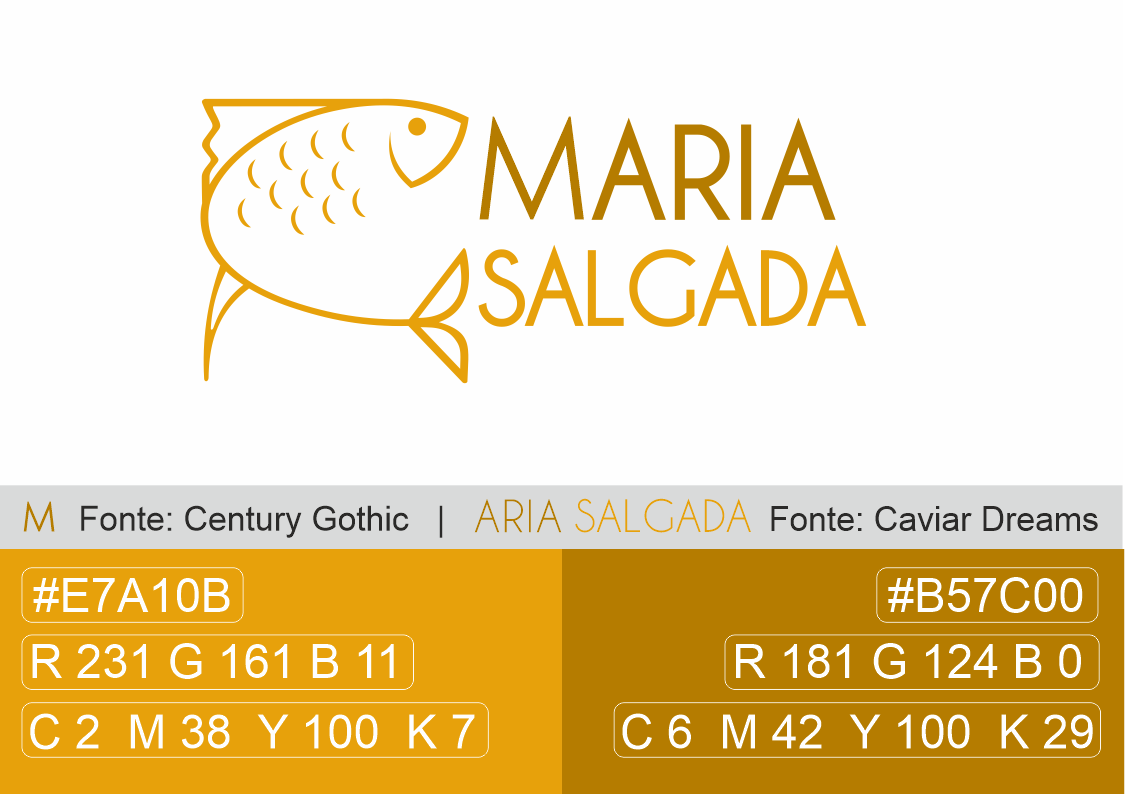 MARIA
SALGADA
M Fonte: Century Gothic | ARIA SALGADA Fonte: Caviar Dreams
#E7A10B
R 231 G 161 B 11
C 2 M 38 Y 100 K 7
#B57C00
R 181 G 124 B 0
C 6 M 42 Y 100 K 29